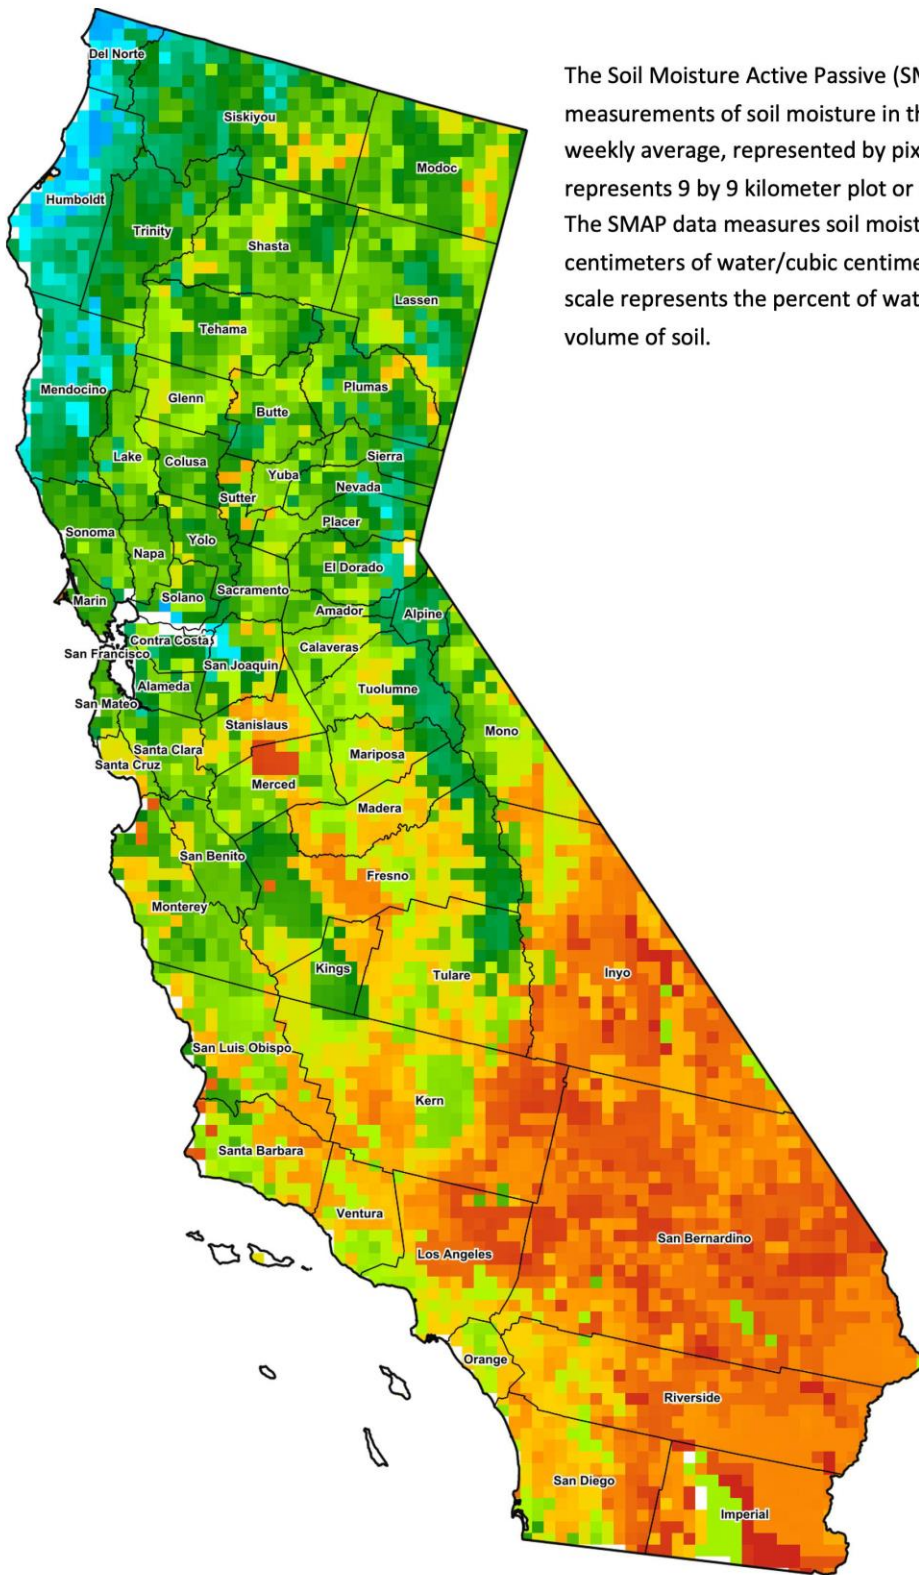 The Soil Moisture Active Passive (SM
measurements of soil moisture in th
weekly average, represented by pix
represents 9 by 9 kilometer plot or
The SMAP data measures soil moist
centimeters of water/cubic centime
scale represents the percent of wat
volume of soil.
Del Norte
Siskiyou
Modoc
Humboldt
Trinity
Shasta
Lassen
Tehama
Mendocino
Glenn
Butte
Plumas
Lake
Colusa
Yuba
Sierra
Sutter
Nevada
Sonoma
Napa
Yolo
Placer
El Dorado
Marin
Solano
Sacramento
Amador
Alpine
Contra Costa
San Francisco
San Joaquin
Calaveras
Alameda
Tuolumne
San Mateo
Stanislaus
Mono
Santa Clara
Santa Cruz
Mariposa
Merced
Madera
San Benito
Fresno
Monterey
Kings
Tulare
Inyo
San Luis Obispo
Kern
Santa Barbara
Ventura
Los Angeles
San Bernardino
Orange
Riverside
San Diego
Imperial